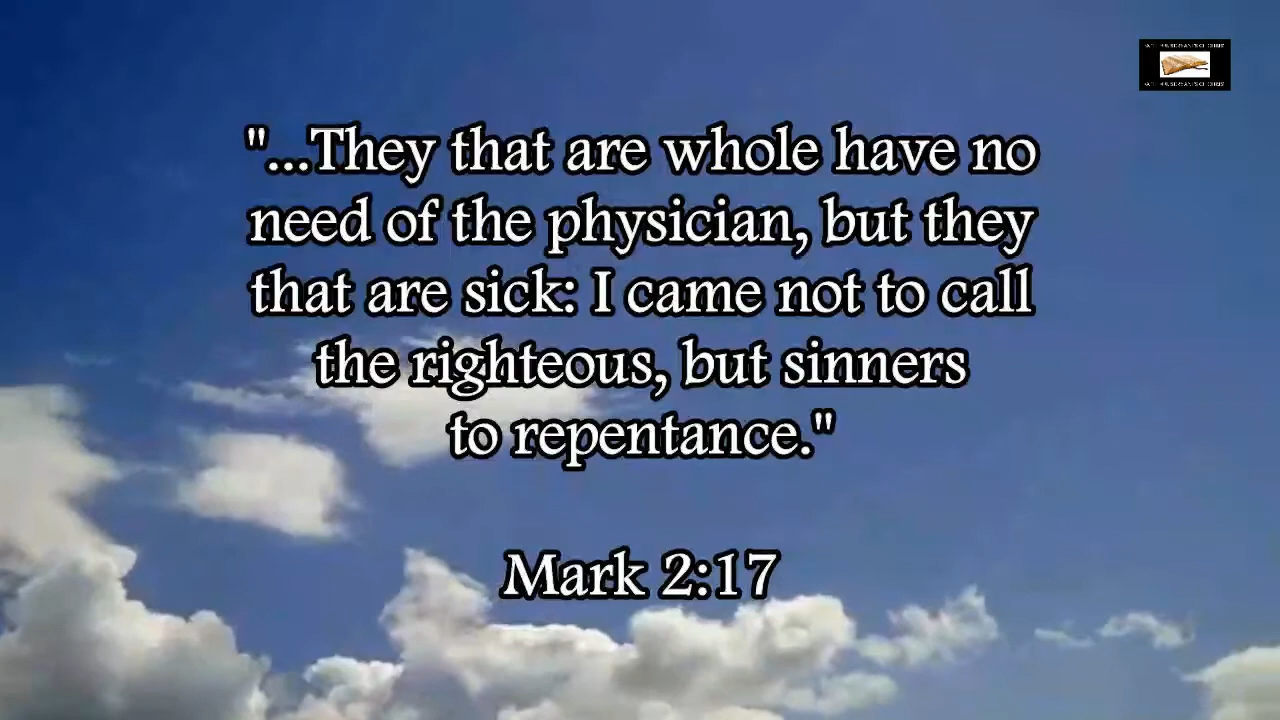 "...They that are whole have no
need of the physician, but they
that are sick: I came not to call
the righteous, but sinners
to repentance."
Mark 2:17